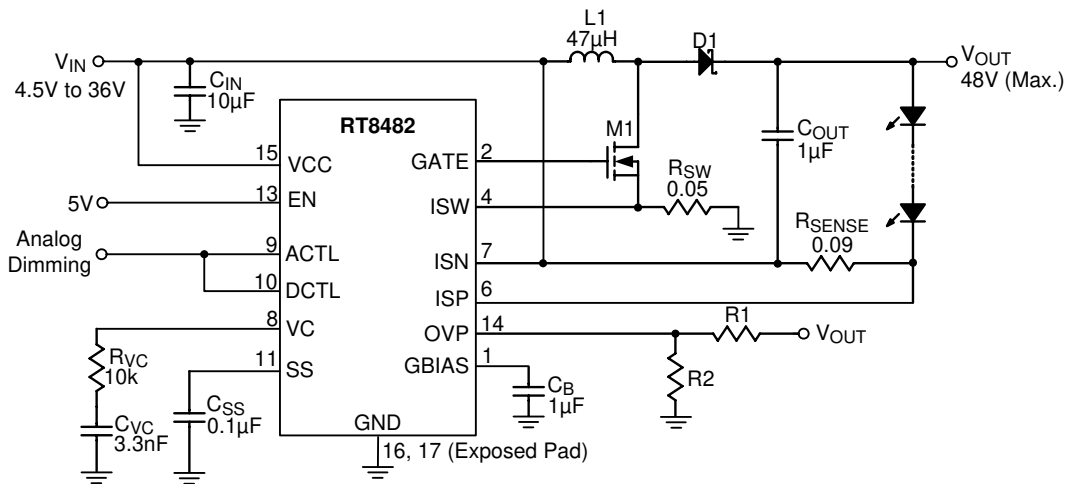 L1
47µH
D1
VIN
4.5V to 36V
CIN
10µF
VOUT
48V (Max.)
RT8482
M1
COUT
1µF
15
VCC
GATE
2
RSW
0.05
5V
13
EN
ISW
4
Analog
Dimming
9
ACTL
ISN
7
RSENSE
0.09
10
DCTL
ISP
6
8
VC
OVP
14
R1
VOUT
RVC
10k
11
SS
GBIAS
1
R2
CSS
0.1µF
CB
1µF
CVC
3.3nF
GND
16, 17 (Exposed Pad)